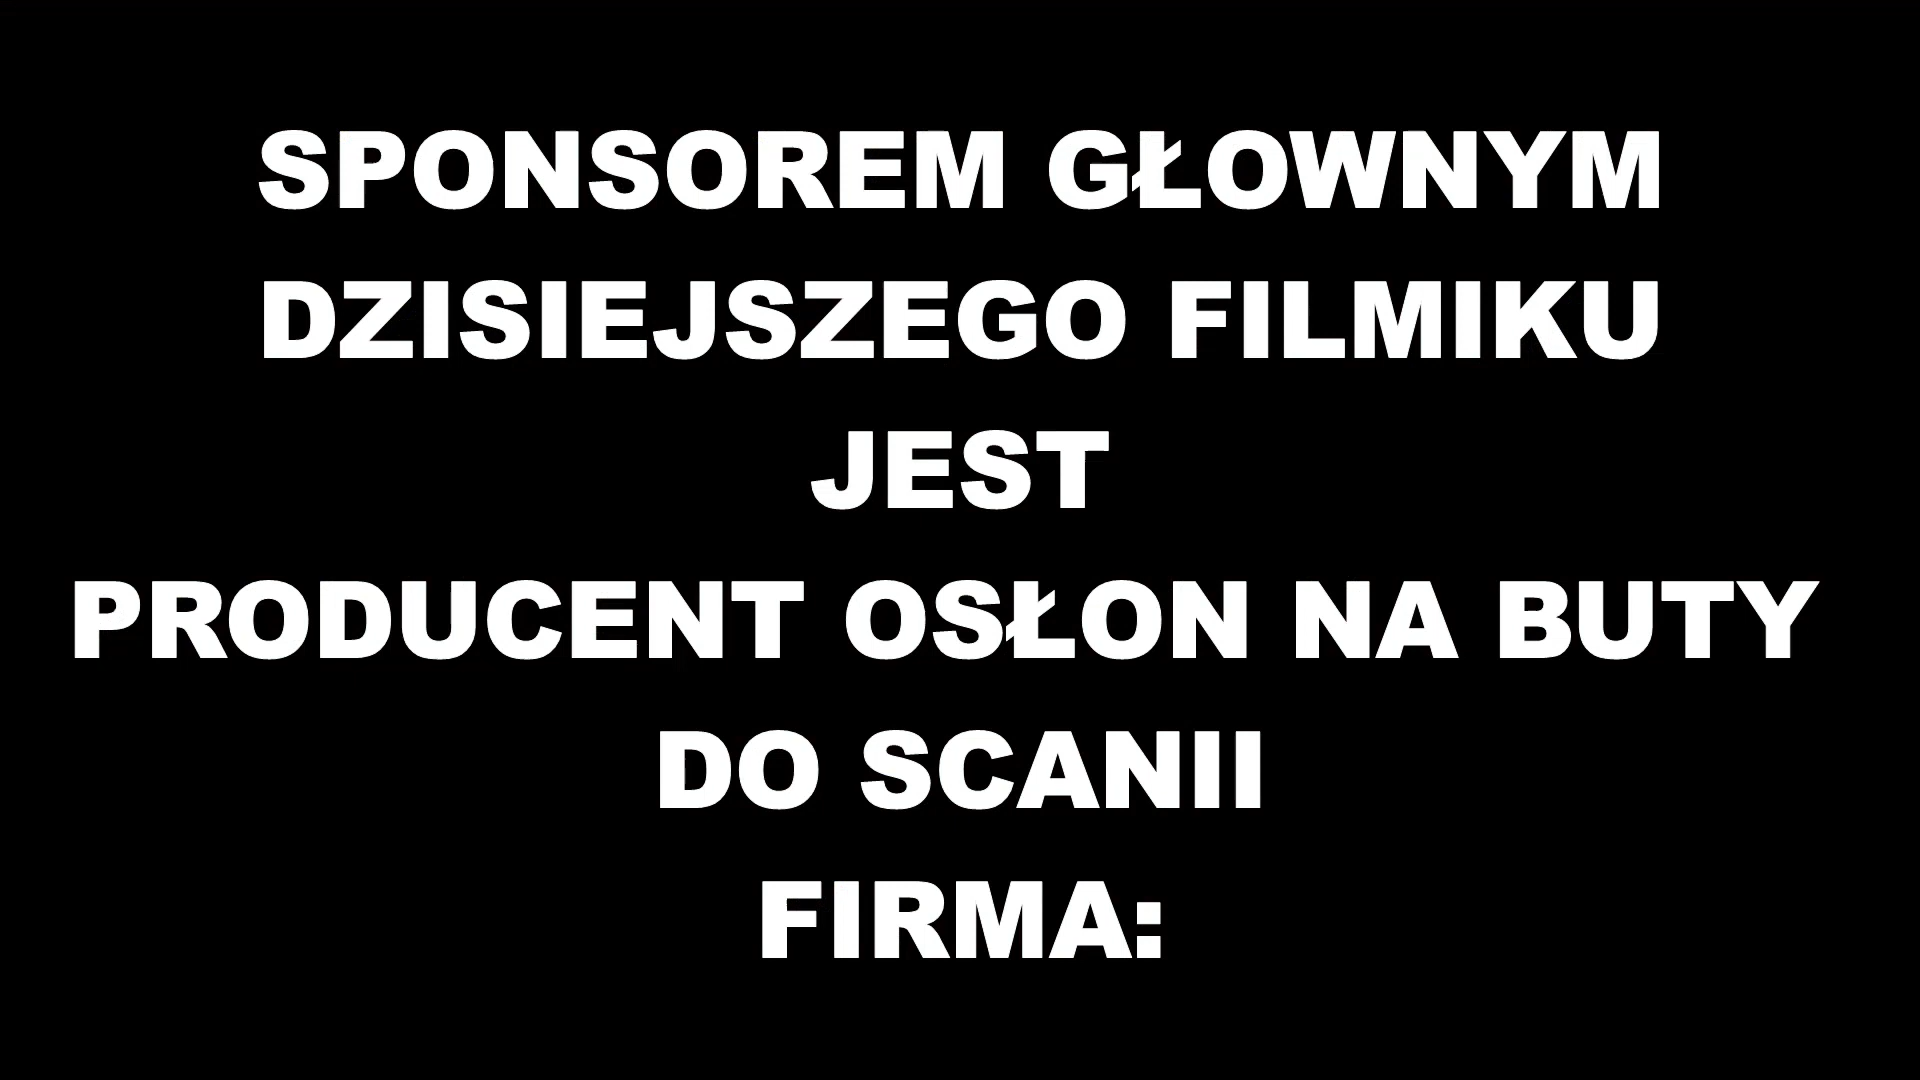 SPONSOREM GŁOWNYM
DZISIEJSZEGO FILMIKU
JEST
PRODUCENT OSŁON NA BUTY
DO SCANII
FIRMA: